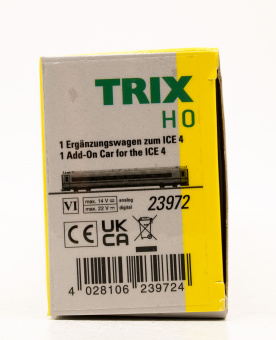 TRIX
H0
1 Ergänzungswagen zum ICE 4
1 Add-On Car for the ICE 4
VI max. 14 V analog 23972
max. 22 V digital
CE UK CA
4 028106 239724